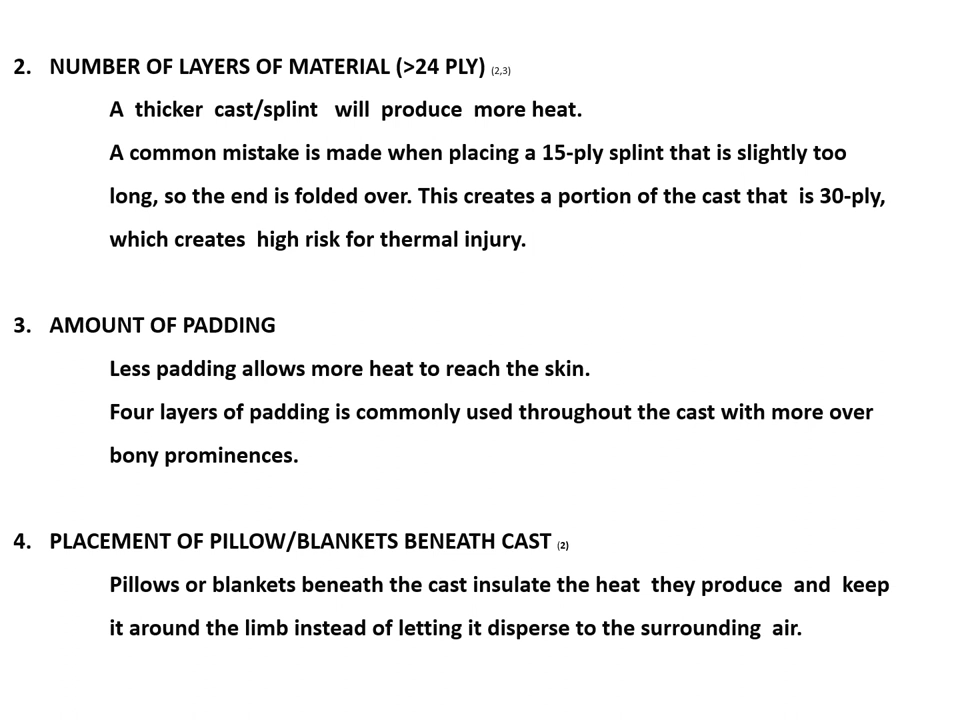 2. NUMBER OF LAYERS OF MATERIAL (>24 PLY) (2,3)
A thicker cast/splint will produce more heat.
A common mistake is made when placing a 15-ply splint that is slightly too
long, so the end is folded over. This creates a portion of the cast that is 30-ply,
which creates high risk for thermal injury.
3. AMOUNT OF PADDING
Less padding allows more heat to reach the skin.
Four layers of padding is commonly used throughout the cast with more over
bony prominences.
4. PLACEMENT OF PILLOW/BLANKETS BENEATH CAST (2)
Pillows or blankets beneath the cast insulate the heat they produce and keep
it around the limb instead of letting it disperse to the surrounding air.